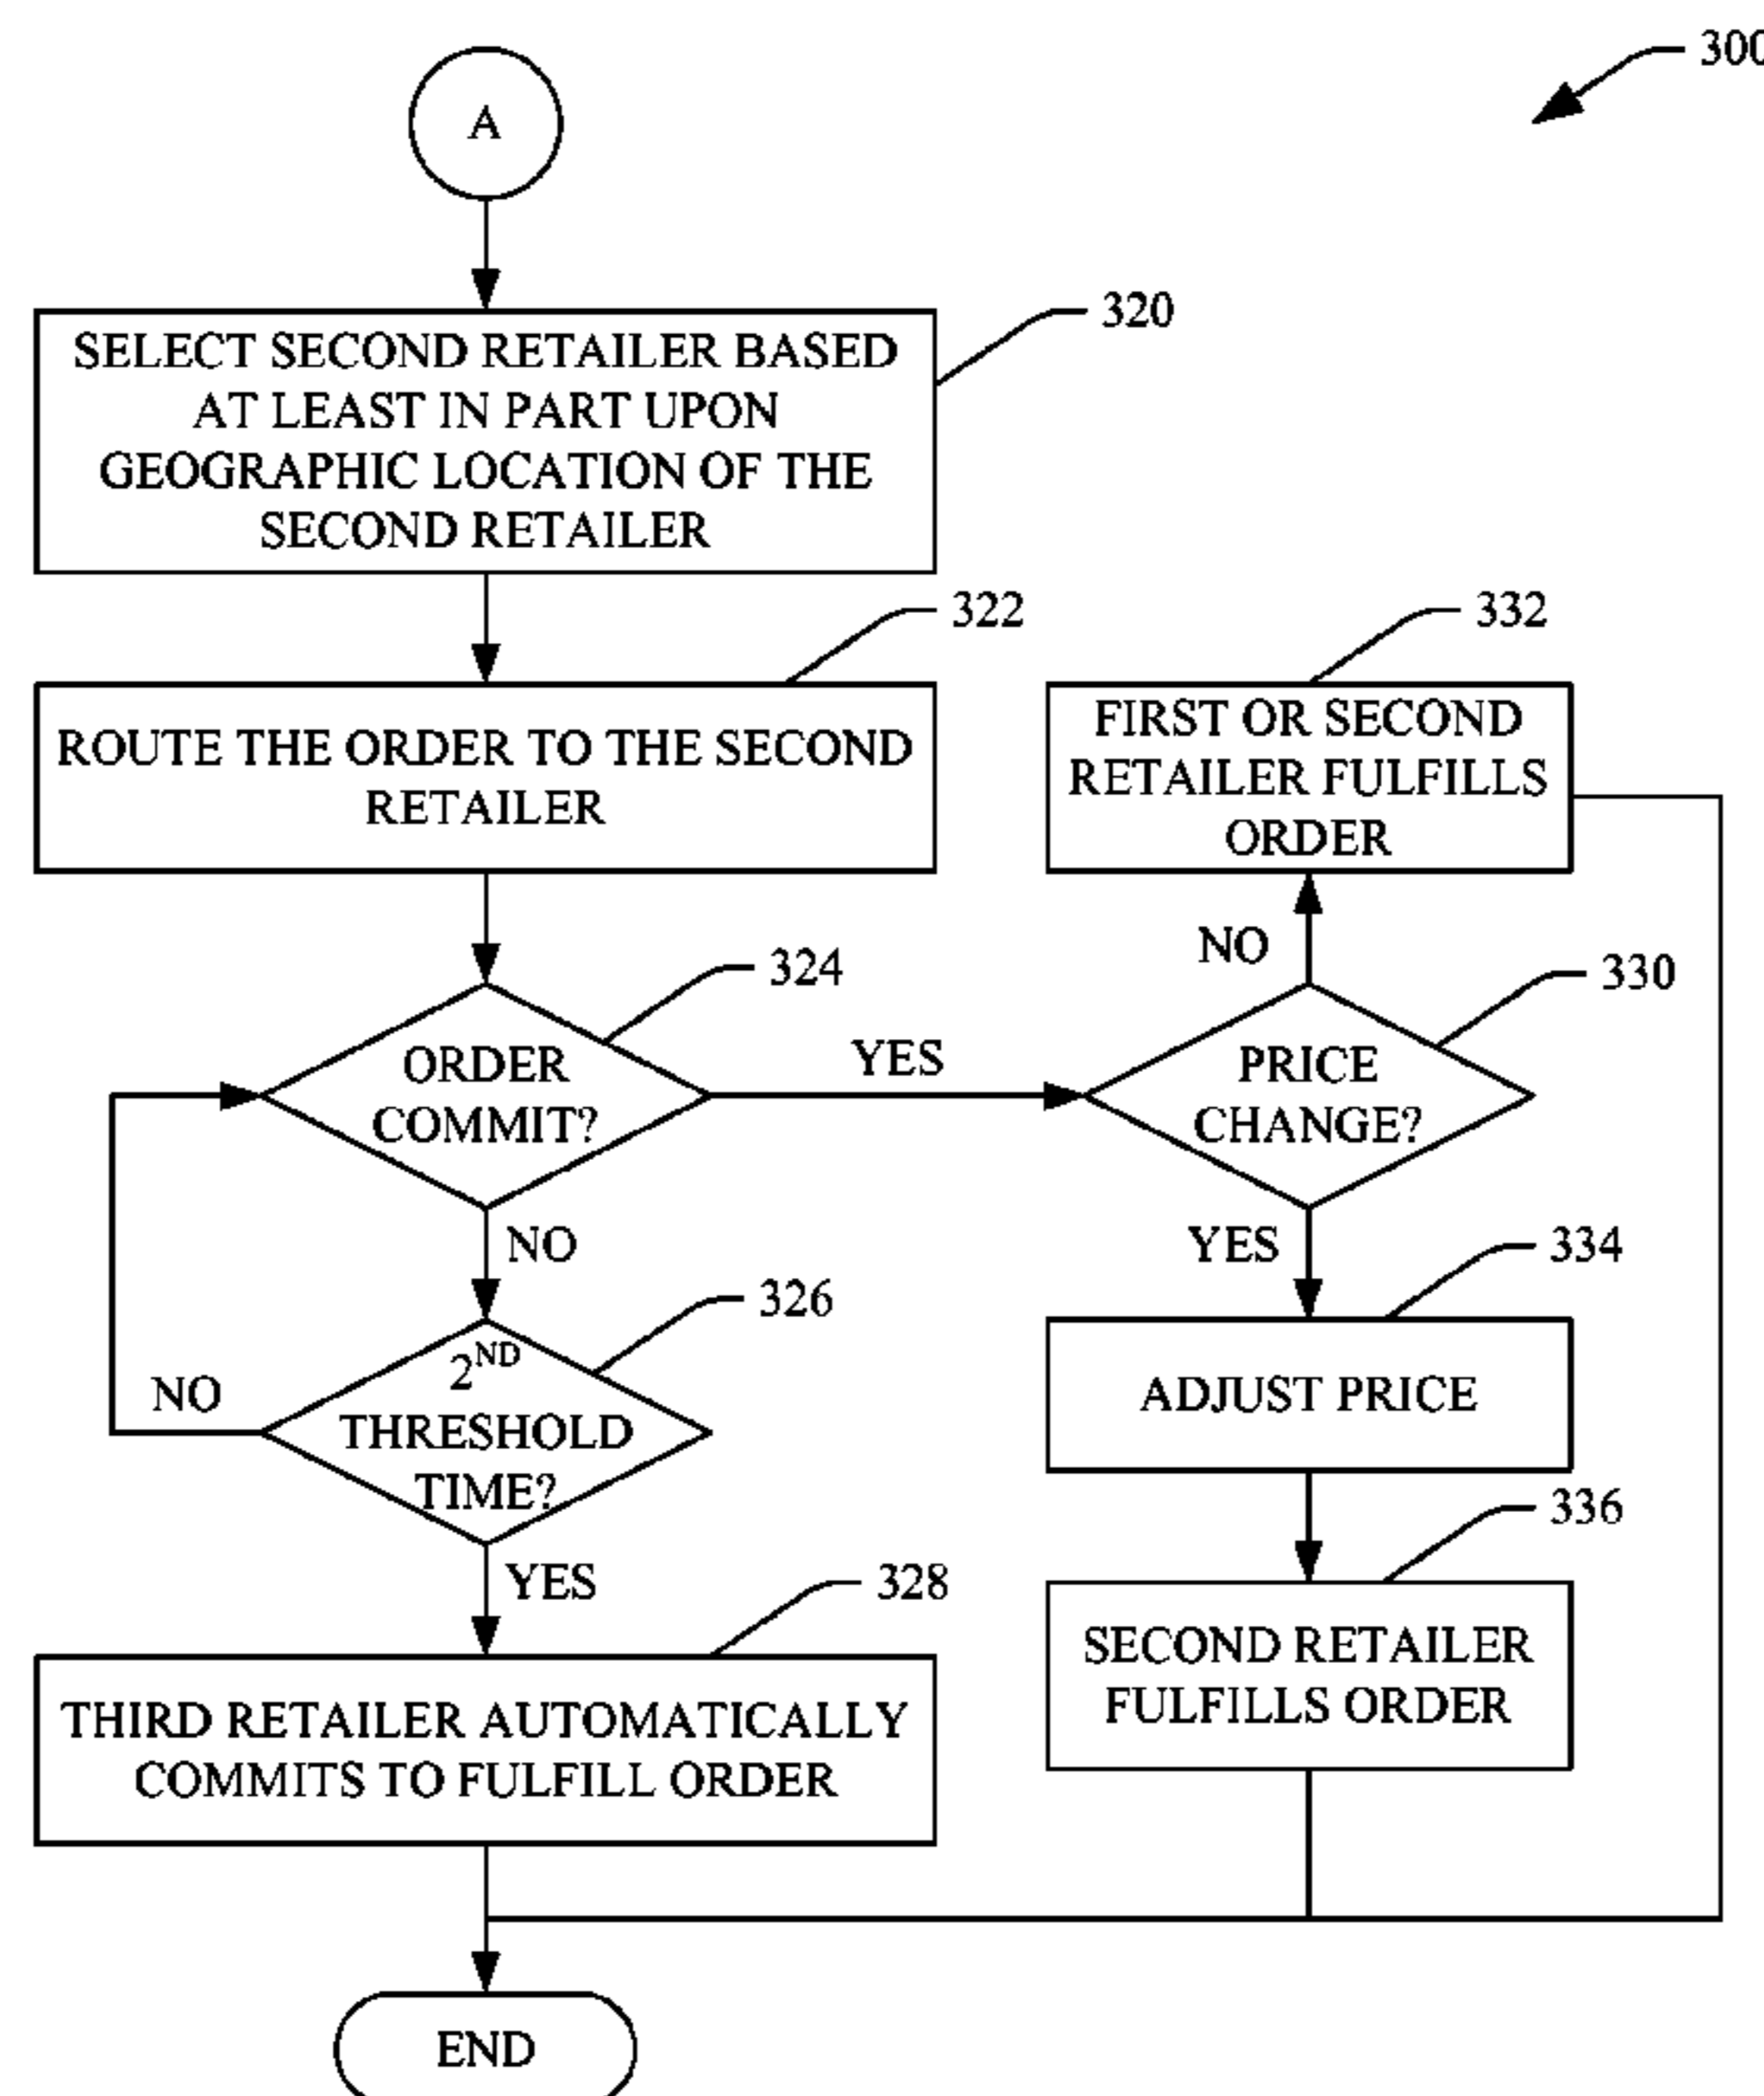 300
A
320
SELECT SECOND RETAILER BASED
AT LEAST IN PART UPON
GEOGRAPHIC LOCATION OF THE
SECOND RETAILER
322
ROUTE THE ORDER TO THE SECOND
RETAILER
332
FIRST OR SECOND
RETAILER FULFILLS
ORDER
324
ORDER
COMMIT?
YES
NO
330
PRICE
CHANGE?
NO
YES
326
2ND
THRESHOLD
TIME?
NO
YES
334
ADJUST PRICE
336
SECOND RETAILER
FULFILLS ORDER
328
THIRD RETAILER AUTOMATICALLY
COMMITS TO FULFILL ORDER
END